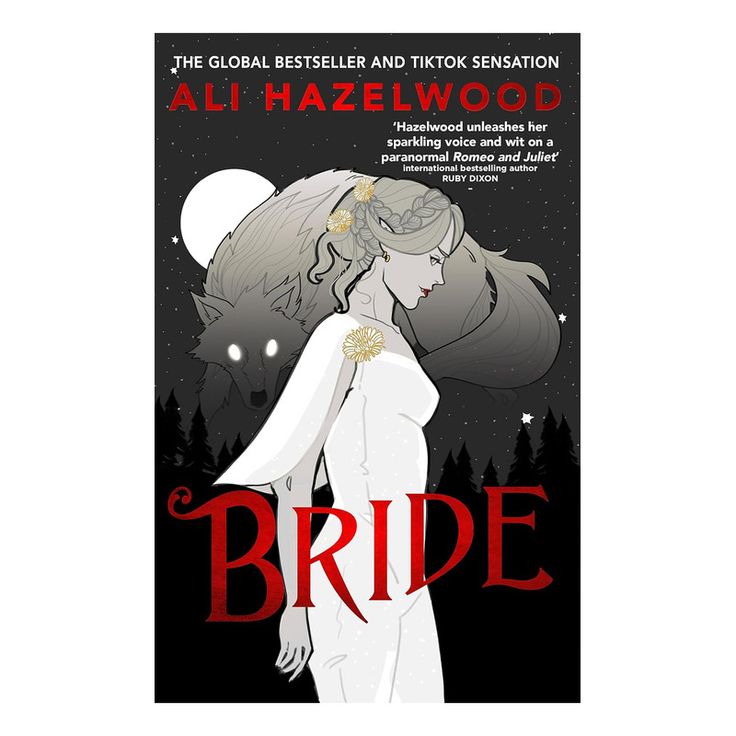 THE GLOBAL BESTSELLER AND TIKTOK SENSATION
ALI HAZELWOOD
‘Hazelwood unleashes her
sparkling voice and wit on a
paranormal Romeo and Juliet’
international bestselling author
RUBY DIXON
BRIDE